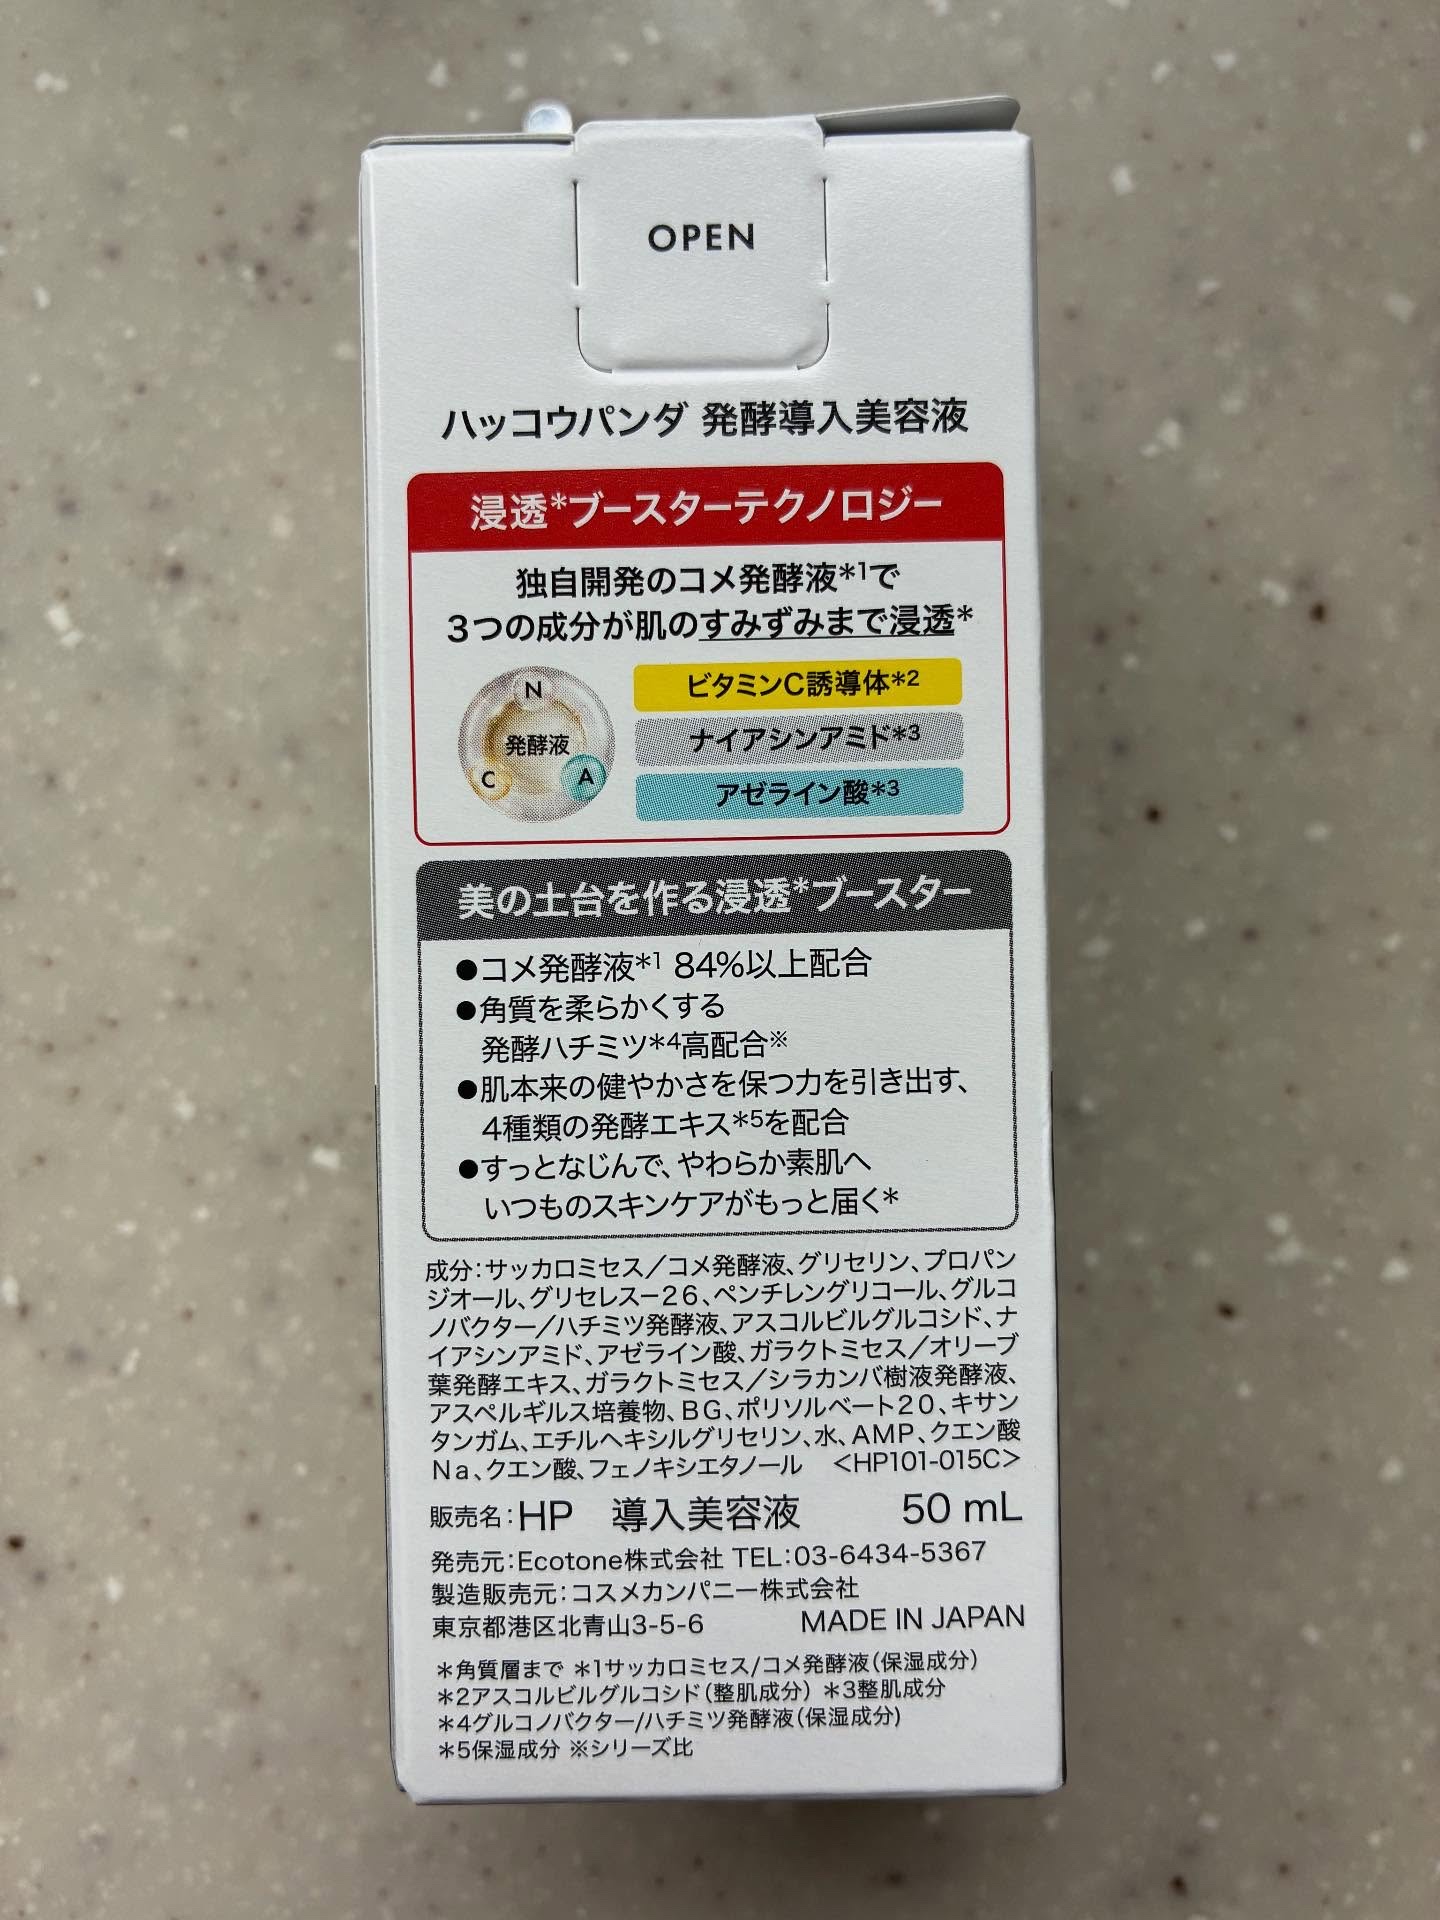 OPEN
ハッコウパンダ 発酵導入美容液
浸透*ブースターテクノロジー
独自開発のコメ発酵液*1で
3つの成分が肌のすみずみまで浸透*
N
発酵液
C
A
ビタミンC誘導体*2
ナイアシンアミド*3
アゼライン酸*3
美の土台を作る浸透*ブースター
●コメ発酵液*1 84%以上配合
●角質を柔らかくする
発酵ハチミツ*4高配合※
●肌本来の健やかさを保つ力を引き出す、
4種類の発酵エキス*5を配合
●すっとなじんで、やわらか素肌へ
いつものスキンケアがもっと届く*
成分：サッカロミセス／コメ発酵液、グリセリン、プロパン
ジオール、グリセレス－26、ペンチレングリコール、グルコ
ノバクター／ハチミツ発酵液、アスコルビルグルコシド、ナ
イアシンアミド、アゼライン酸、ガラクトミセス／オリーブ
葉発酵エキス、ガラクトミセス／シラカンバ樹液発酵液、
アスペルギルス培養物、BG、ポリソルベート20、キサン
タンガム、エチルヘキシルグリセリン、水、AMP、クエン酸
Na、クエン酸、フェノキシエタノール <HP101-015C>
販売名：HP 導入美容液 50 mL
発売元：Ecotone株式会社 TEL：03-6434-5367
製造販売元：コスメカンパニー株式会社
東京都港区北青山3-5-6 MADE IN JAPAN
*角質層まで *1サッカロミセス/コメ発酵液（保湿成分）
*2アスコルビルグルコシド（整肌成分） *3整肌成分
*4グルコノバクター/ハチミツ発酵液（保湿成分）
*5保湿成分 ※シリーズ比